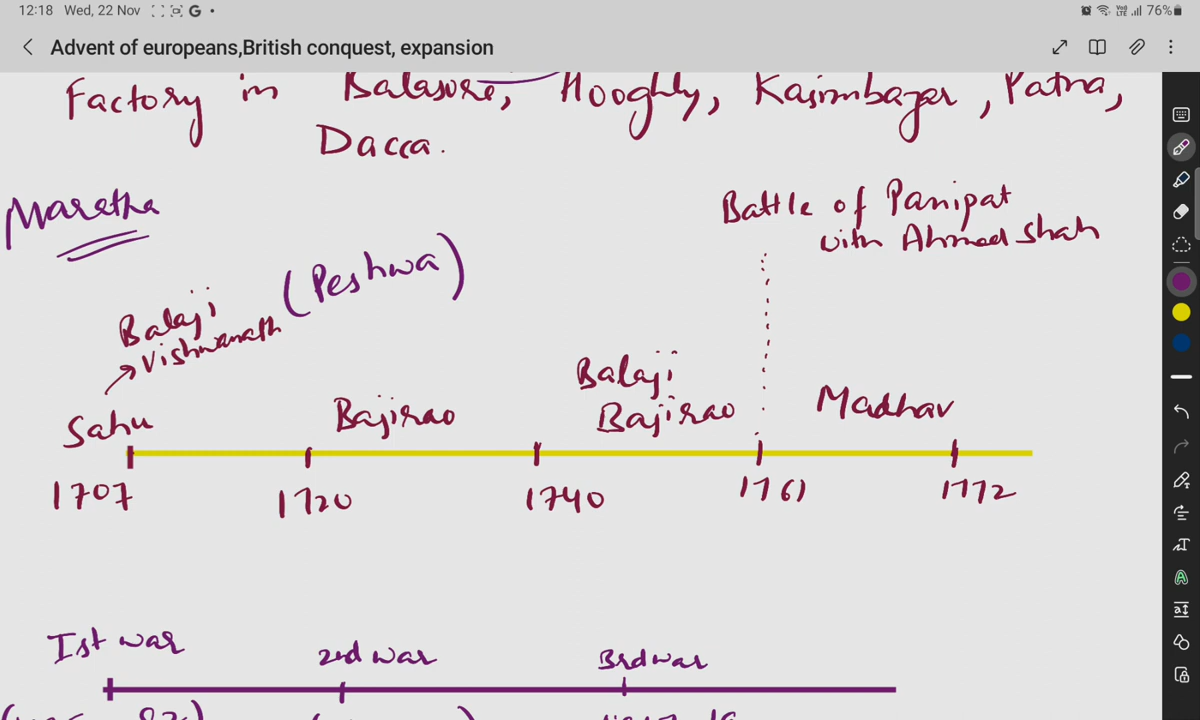 12:18 Wed, 22 Nov G
76%
Advent of europeans,British conquest, expansion
Factory in Balasore, Hooghly, Kasimbazar, Patna,
Dacca.
Maratha
Battle of Panipat
with Ahmed Shah
(Peshwa)
Balaji
Vishwanath
Sahu
Bajirao
Balaji
Bajirao
Madhav
1707
1720
1740
1761
1772
Ist war
2nd war
3rd war